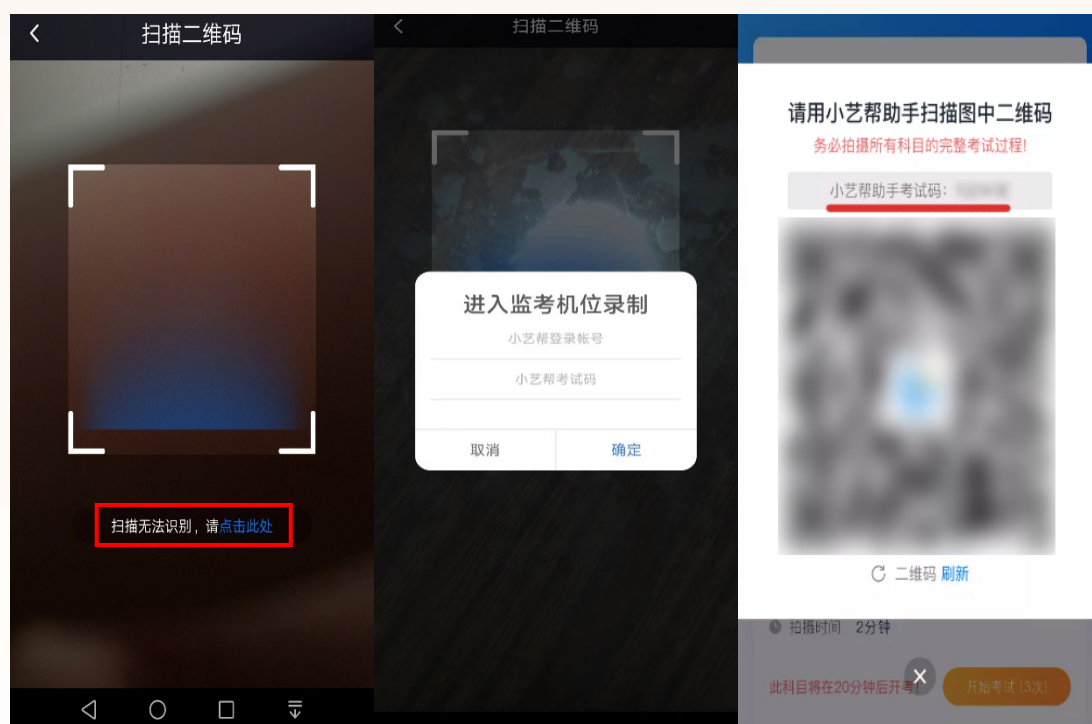 扫描二维码
扫描无法识别，请点击此处
扫描二维码
进入监考机位录制
小艺帮登录帐号
小艺帮考试码
取消
确定
请用小艺帮助手扫描图中二维码
务必拍摄所有科目的完整考试过程!
小艺帮助手考试码:
二维码 刷新
拍摄时间 2分钟
此科目将在20分钟后开考!
开始考试 (3次)